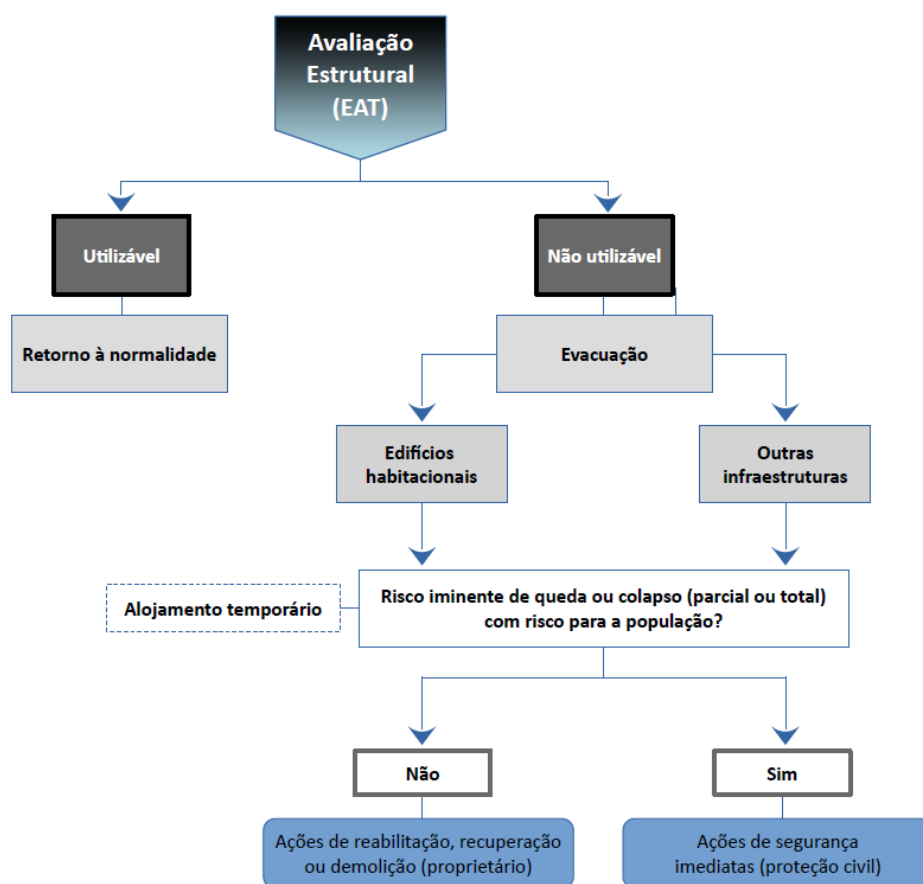 Avaliação
Estrutural
(EAT)
Utilizável
Não utilizável
Retorno à normalidade
Evacuação
Edifícios
habitacionais
Outras
infraestruturas
Alojamento temporário
Risco iminente de queda ou colapso (parcial ou total)
com risco para a população?
Não
Sim
Ações de reabilitação, recuperação
ou demolição (proprietário)
Ações de segurança
imediatas (proteção civil)